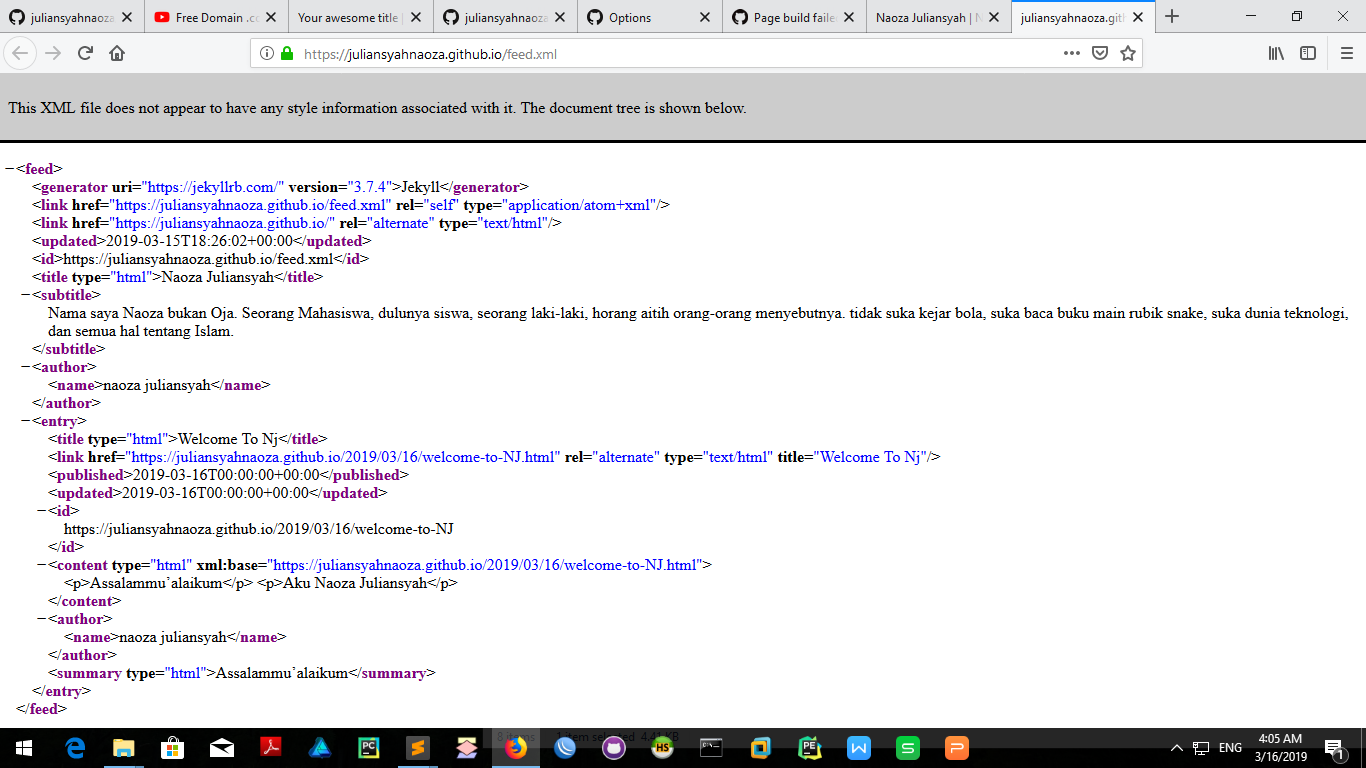 juliansyahnaoza
Free Domain .co
Your awesome title |
juliansyahnaoza
Options
Page build faile
Naoza Juliansyah | N
juliansyahnaoza.gith
https://juliansyahnaoza.github.io/feed.xml
This XML file does not appear to have any style information associated with it. The document tree is shown below.
−<feed>
<generator uri="https://jekyllrb.com/" version="3.7.4">Jekyll</generator>
<link href="https://juliansyahnaoza.github.io/feed.xml" rel="self" type="application/atom+xml"/>
<link href="https://juliansyahnaoza.github.io/" rel="alternate" type="text/html"/>
<updated>2019-03-15T18:26:02+00:00</updated>
<id>https://juliansyahnaoza.github.io/feed.xml</id>
<title type="html">Naoza Juliansyah</title>
−<subtitle>
Nama saya Naoza bukan Oja. Seorang Mahasiswa, dulunya siswa, seorang laki-laki, horang aitih orang-orang menyebutnya. tidak suka kejar bola, suka baca buku main rubik snake, suka dunia teknologi,
dan semua hal tentang Islam.
</subtitle>
−<author>
<name>naoza juliansyah</name>
</author>
−<entry>
<title type="html">Welcome To Nj</title>
<link href="https://juliansyahnaoza.github.io/2019/03/16/welcome-to-NJ.html" rel="alternate" type="text/html" title="Welcome To Nj"/>
<published>2019-03-16T00:00:00+00:00</published>
<updated>2019-03-16T00:00:00+00:00</updated>
−<id>
https://juliansyahnaoza.github.io/2019/03/16/welcome-to-NJ
</id>
−<content type="html" xml:base="https://juliansyahnaoza.github.io/2019/03/16/welcome-to-NJ.html">
<p>Assalammu’alaikum</p> <p>Aku Naoza Juliansyah</p>
</content>
−<author>
<name>naoza juliansyah</name>
</author>
<summary type="html">Assalammu’alaikum</summary>
</entry>
</feed>
8 items 1 item selected 4.41 KB
PC
HS
PE
W
S
P
ENG
4:05 AM
3/16/2019
1